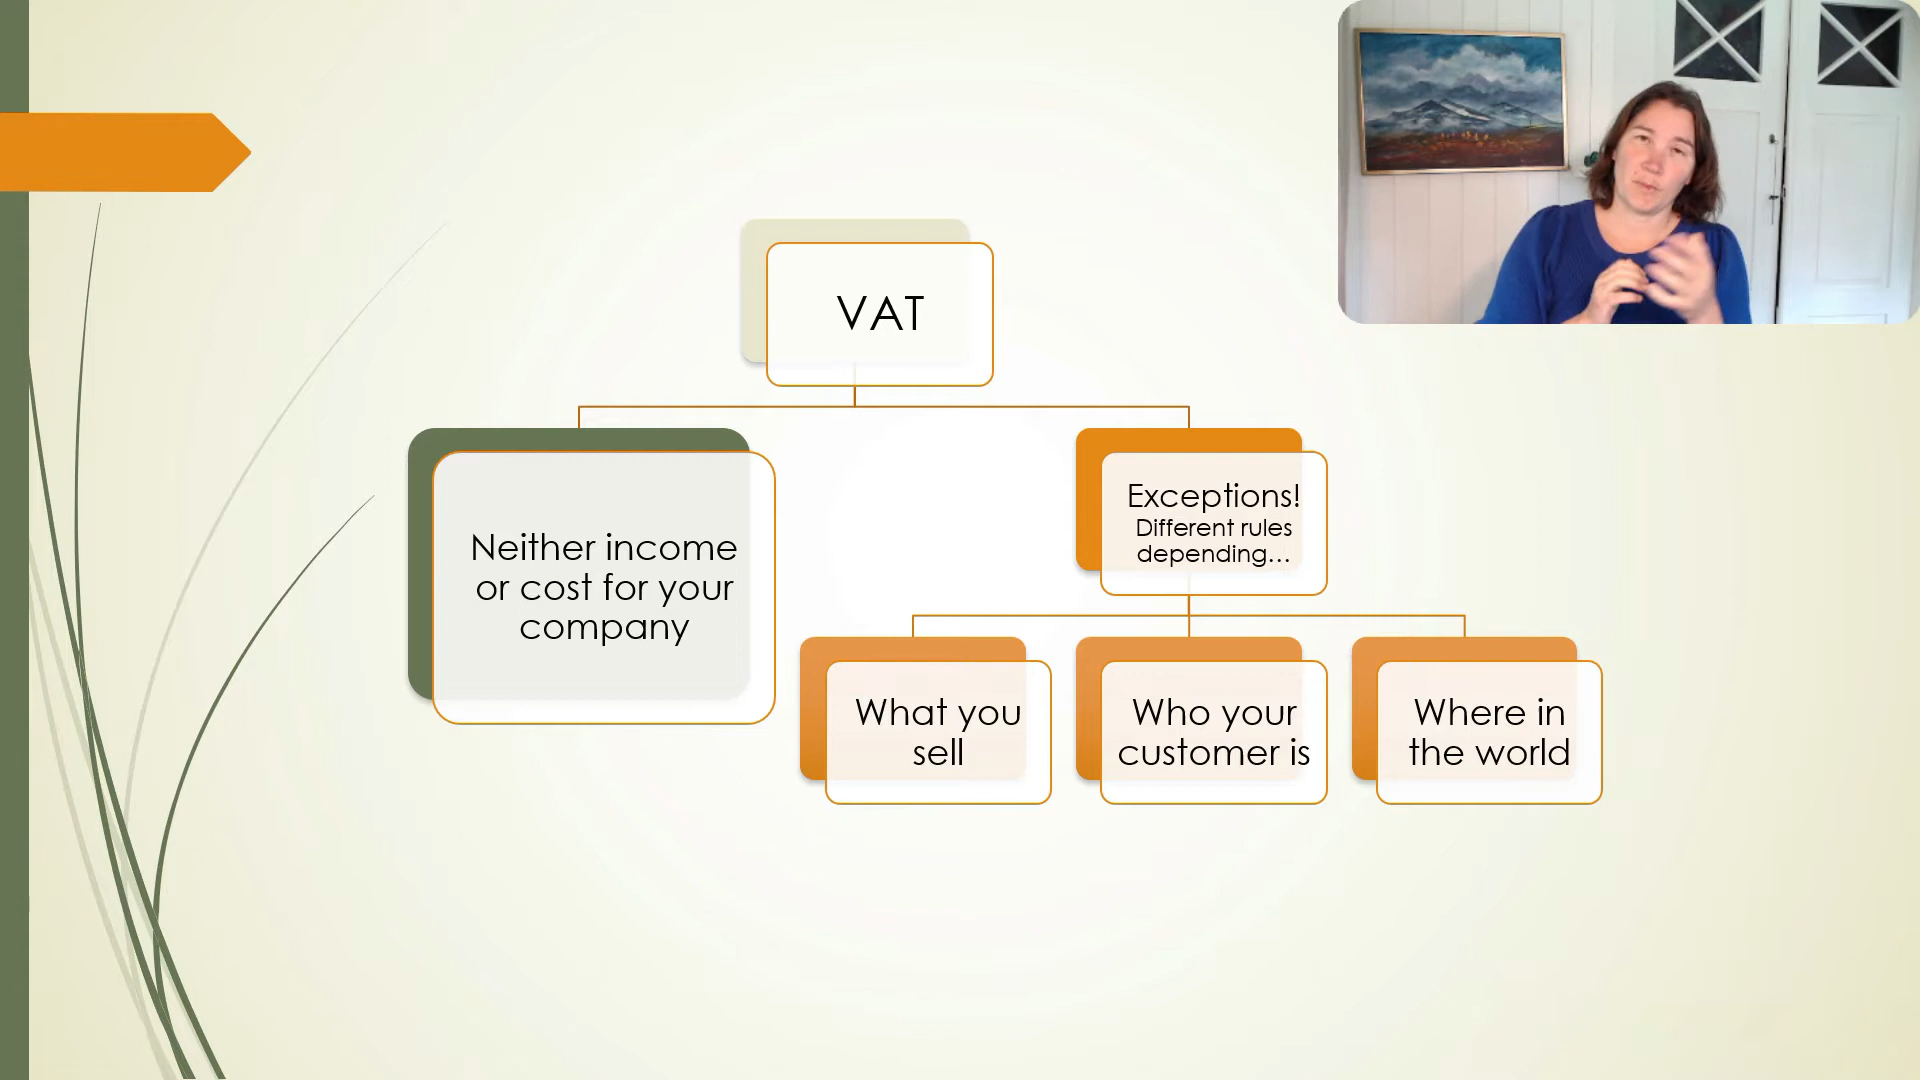 VAT
Neither income
or cost for your
company
Exceptions!
Different rules
depending...
What you
sell
Who your
customer is
Where in
the world